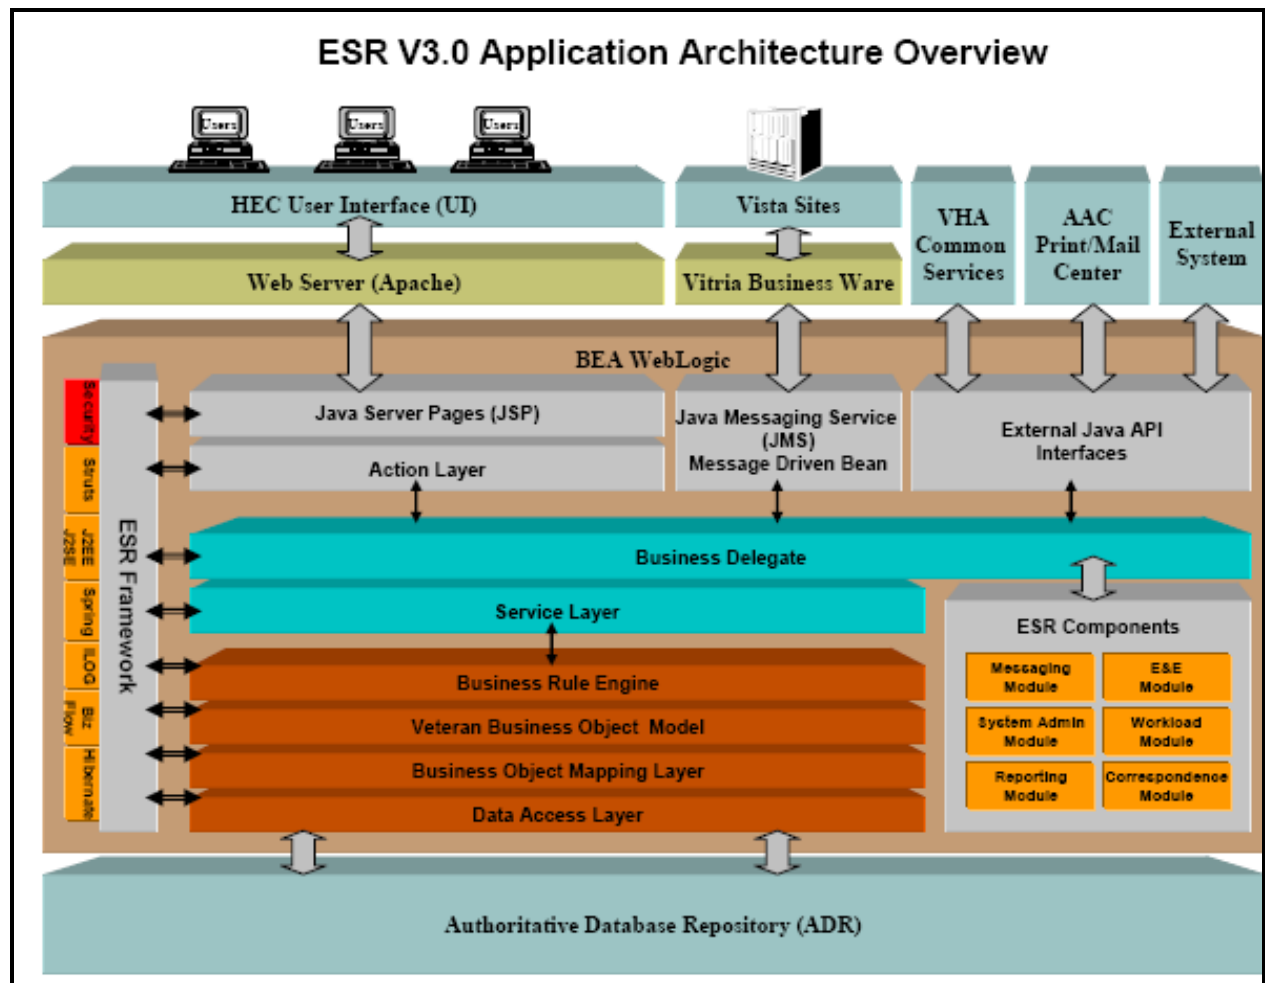 ESR V3.0 Application Architecture Overview
Users
Users
Users
HEC User Interface (UI)
Vista Sites
VHA
Common
Services
AAC
Print/Mail
Center
External
System
Web Server (Apache)
Vitria Business Ware
BEA WebLogic
Security
Struts
J2EE
J2SE
Spring
ILOG
Biz
Flow
Hibernate
ESR Framework
Java Server Pages (JSP)
Action Layer
Java Messaging Service
(JMS)
Message Driven Bean
External Java API
Interfaces
Business Delegate
Service Layer
Business Rule Engine
Veteran Business Object Model
Business Object Mapping Layer
Data Access Layer
ESR Components
Messaging
Module
E&E
Module
System Admin
Module
Workload
Module
Reporting
Module
Correspondence
Module
Authoritative Database Repository (ADR)